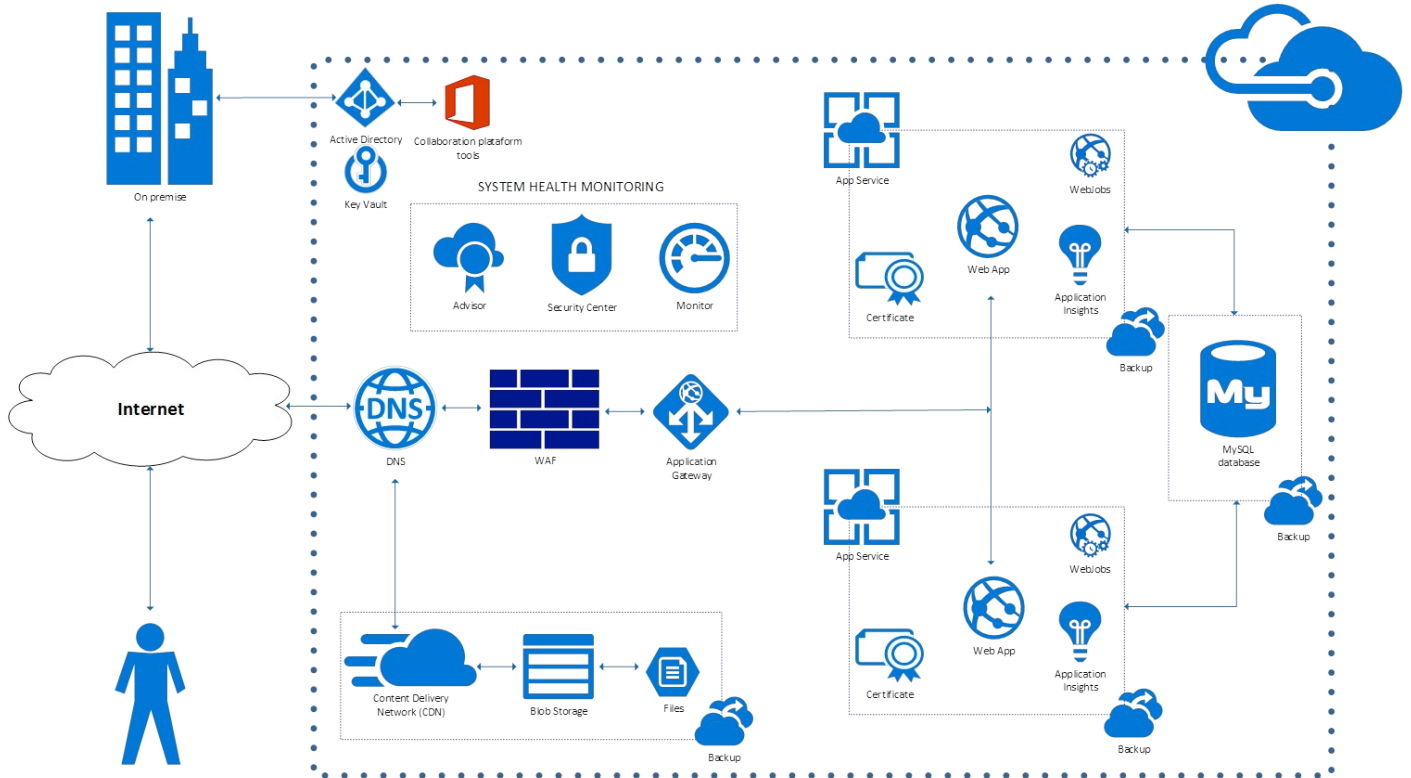 On premise
Active Directory
Collaboration plataform
tools
Key Vault
SYSTEM HEALTH MONITORING
Advisor
Security Center
Monitor
App Service
WebJobs
Web App
Certificate
Application
Insights
Backup
Internet
DNS
DNS
WAF
Application
Gateway
My
MySQL
database
Backup
App Service
WebJobs
Web App
Certificate
Application
Insights
Backup
Content Delivery
Network (CDN)
Blob Storage
Files
Backup